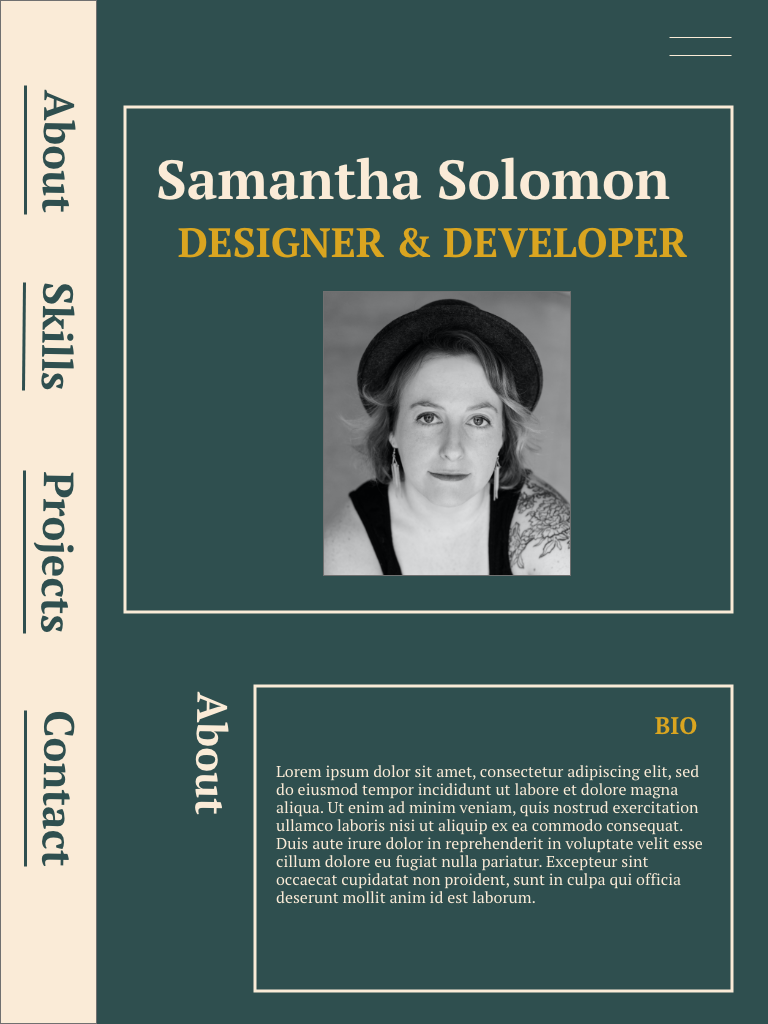 About
Skills
Projects
Contact
Samantha Solomon
DESIGNER & DEVELOPER
About
BIO
Lorem ipsum dolor sit amet, consectetur adipiscing elit, sed
do eiusmod tempor incididunt ut labore et dolore magna
aliqua. Ut enim ad minim veniam, quis nostrud exercitation
ullamco laboris nisi ut aliquip ex ea commodo consequat.
Duis aute irure dolor in reprehenderit in voluptate velit esse
cillum dolore eu fugiat nulla pariatur. Excepteur sint
occaecat cupidatat non proident, sunt in culpa qui officia
deserunt mollit anim id est laborum.